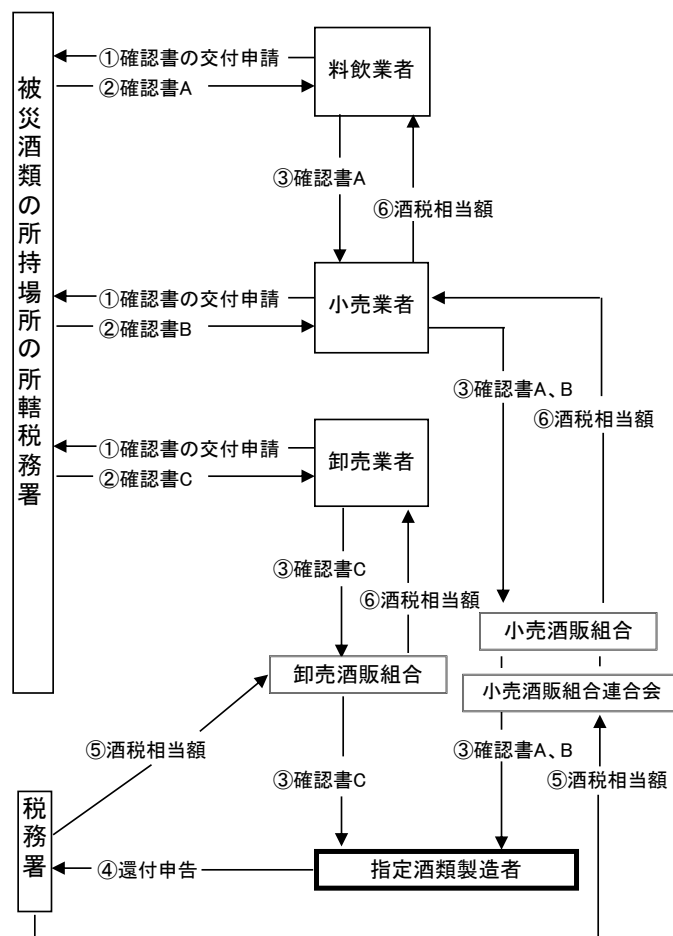 被災酒類の所持場所の所轄税務署
①確認書の交付申請
②確認書A
料飲業者
③確認書A
⑥酒税相当額
①確認書の交付申請
②確認書B
小売業者
③確認書A、B
⑥酒税相当額
①確認書の交付申請
②確認書C
卸売業者
③確認書C
⑥酒税相当額
小売酒販組合
卸売酒販組合
小売酒販組合連合会
⑤酒税相当額
③確認書C
③確認書A、B
⑤酒税相当額
税務署
④還付申告
指定酒類製造者